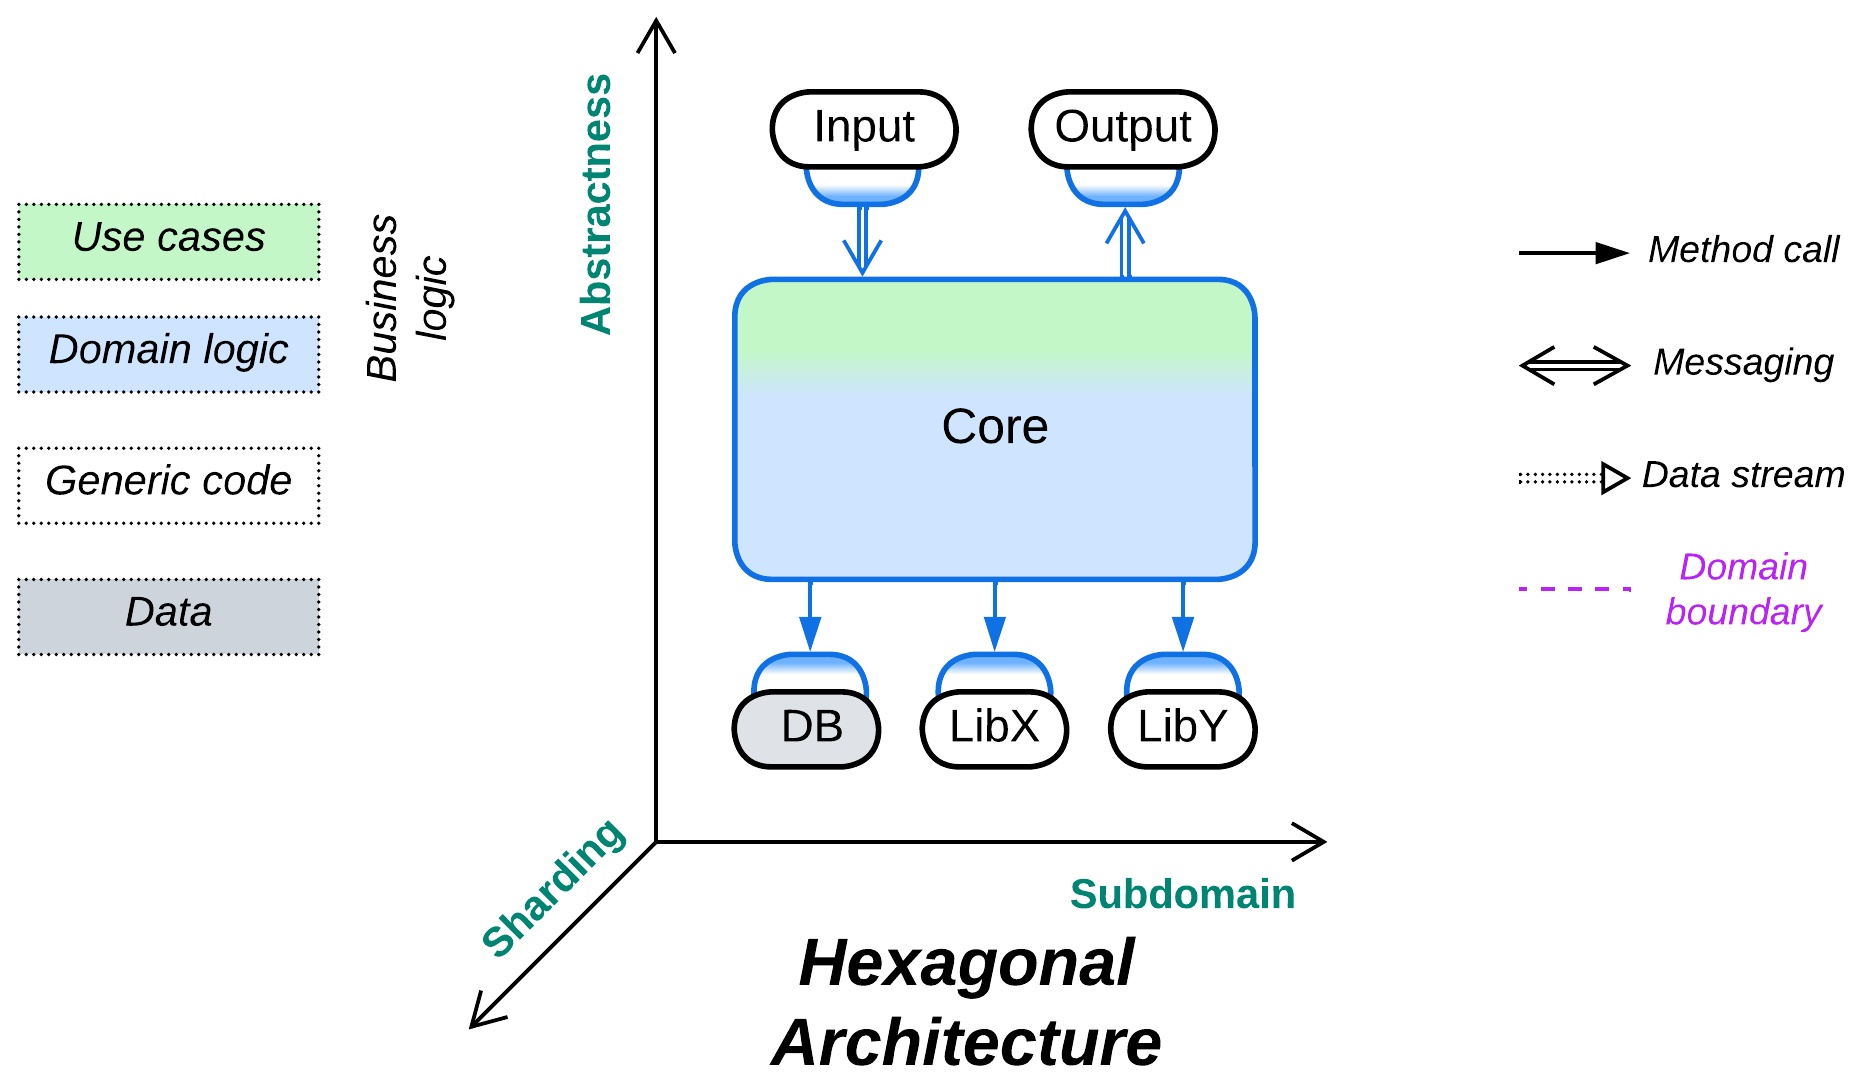 Use cases
Domain logic
Generic code
Data
Business
logic
Abstractness
Input
Output
Core
DB
LibX
LibY
Sharding
Subdomain
Hexagonal
Architecture
Method call
Messaging
Data stream
Domain
boundary